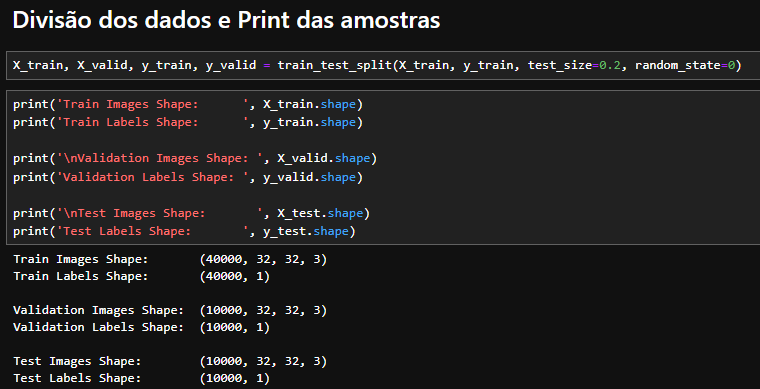 Divisão dos dados e Print das amostras
X_train, X_valid, y_train, y_valid = train_test_split(X_train, y_train, test_size=0.2, random_state=0)
print('Train Images Shape:      ', X_train.shape)
print('Train Labels Shape:      ', y_train.shape)
print('\nValidation Images Shape: ', X_valid.shape)
print('Validation Labels Shape: ', y_valid.shape)
print('\nTest Images Shape:       ', X_test.shape)
print('Test Labels Shape:       ', y_test.shape)
Train Images Shape:       (40000, 32, 32, 3)
Train Labels Shape:       (40000, 1)
Validation Images Shape:  (10000, 32, 32, 3)
Validation Labels Shape:  (10000, 1)
Test Images Shape:        (10000, 32, 32, 3)
Test Labels Shape:        (10000, 1)